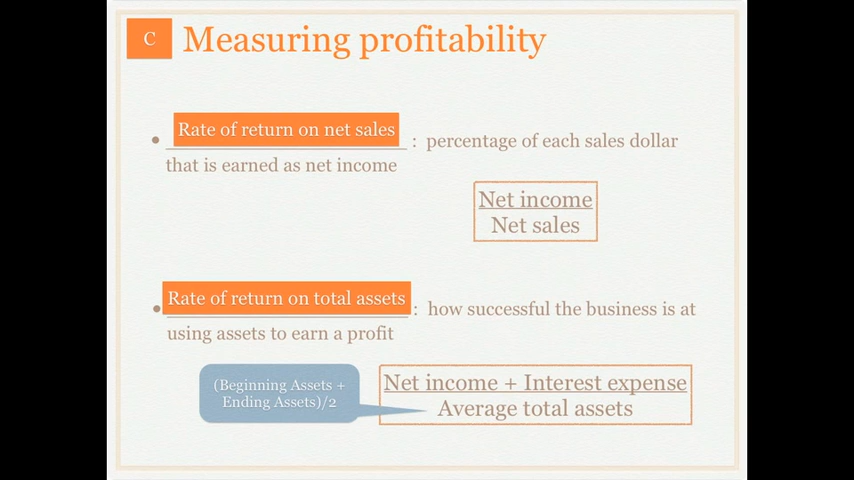 C Measuring profitability
• Rate of return on net sales : percentage of each sales dollar
that is earned as net income
Net income
Net sales
• Rate of return on total assets : how successful the business is at
using assets to earn a profit
(Beginning Assets +
Ending Assets)/2
Net income + Interest expense
Average total assets